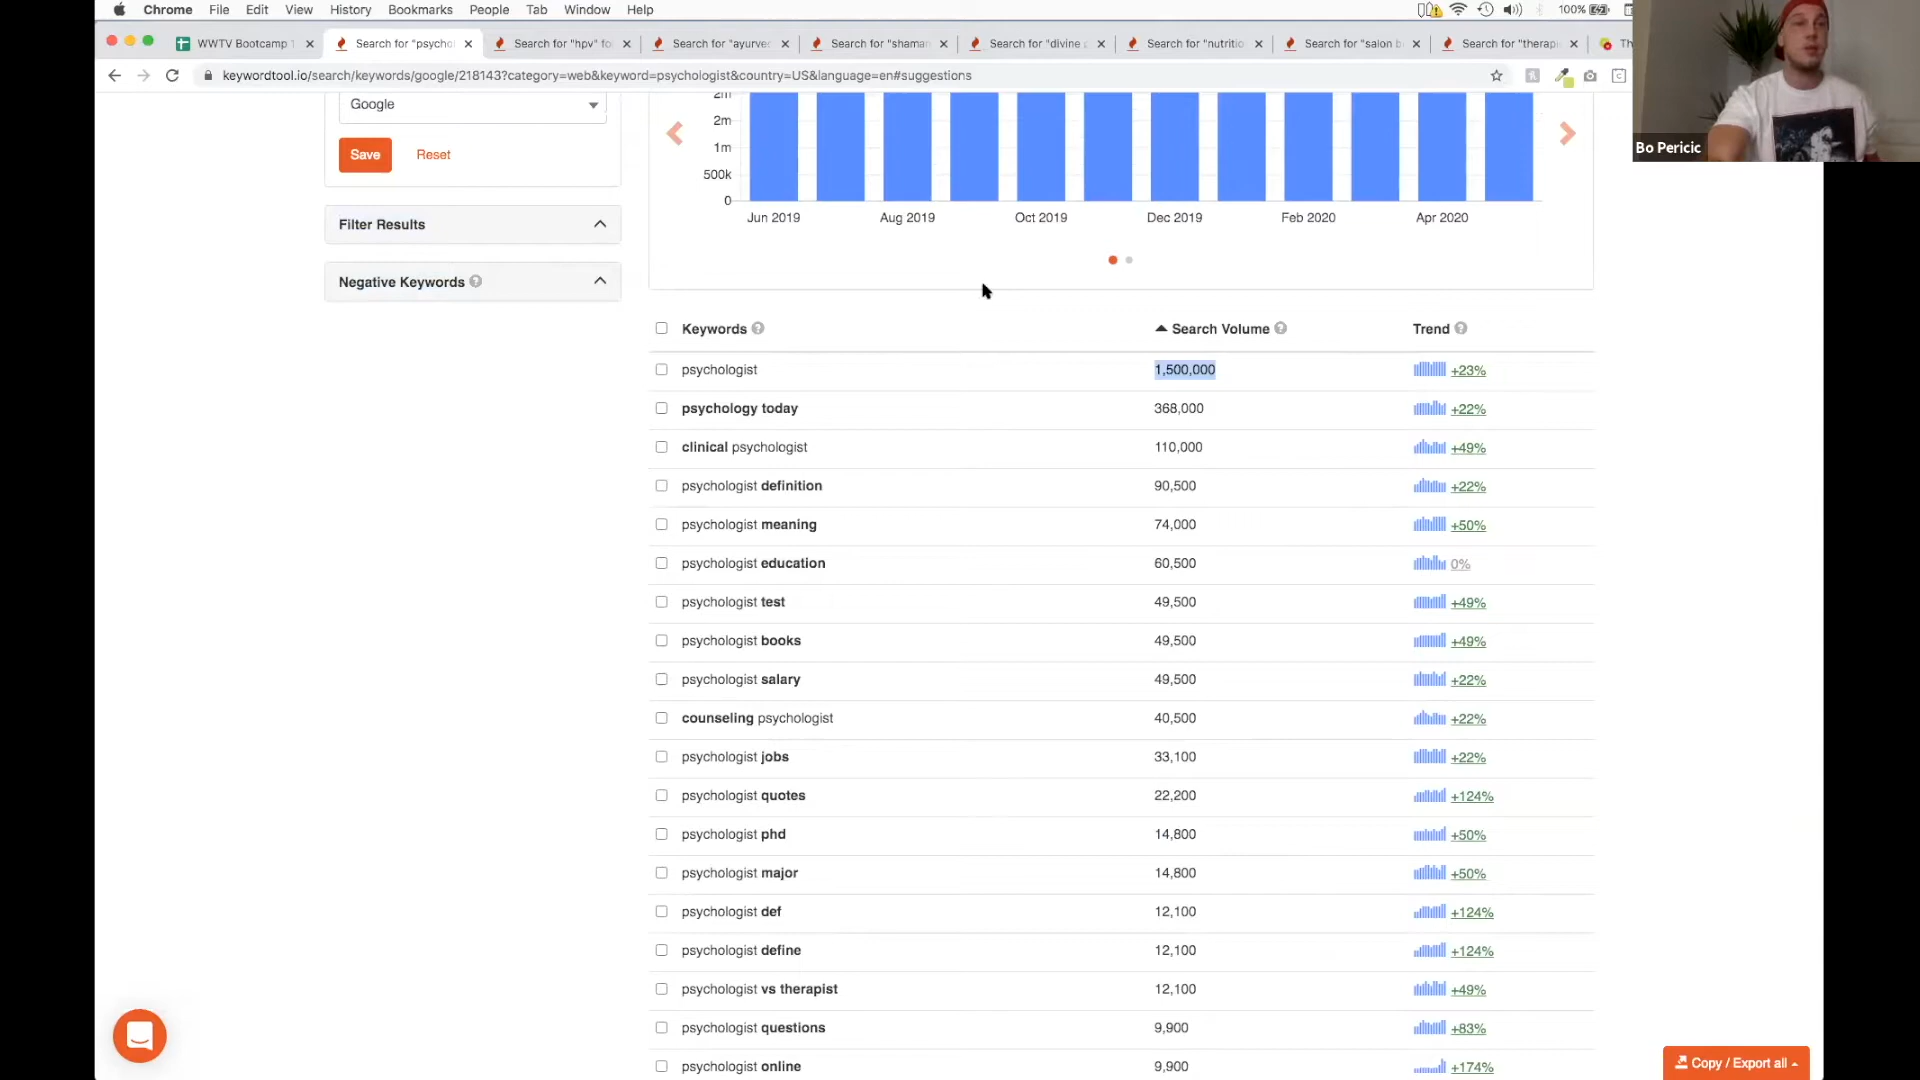 Chrome File Edit View History Bookmarks People Tab Window Help 100%
WWTV Bootcamp
Search for "psychol
Search for "hpv" fo
Search for "ayurve
Search for "shaman
Search for "divine
Search for "nutritio
Search for "salon b
Search for "therap
Th
keywordtool.io/search/keywords/google/218143?category=web&keyword=psychologist&country=US&language=en#suggestions
Bo Pericic
Google
Save Reset
Filter Results
Negative Keywords ?
2m
2m
1m
500k
0
Jun 2019 Aug 2019 Oct 2019 Dec 2019 Feb 2020 Apr 2020
Keywords ? Search Volume ? Trend ?
psychologist 1,500,000 +23%
psychology today 368,000 +22%
clinical psychologist 110,000 +49%
psychologist definition 90,500 +22%
psychologist meaning 74,000 +50%
psychologist education 60,500 0%
psychologist test 49,500 +49%
psychologist books 49,500 +49%
psychologist salary 49,500 +22%
counseling psychologist 40,500 +22%
psychologist jobs 33,100 +22%
psychologist quotes 22,200 +124%
psychologist phd 14,800 +50%
psychologist major 14,800 +50%
psychologist def 12,100 +124%
psychologist define 12,100 +124%
psychologist vs therapist 12,100 +49%
psychologist questions 9,900 +83%
psychologist online 9,900 +174%
Copy / Export all